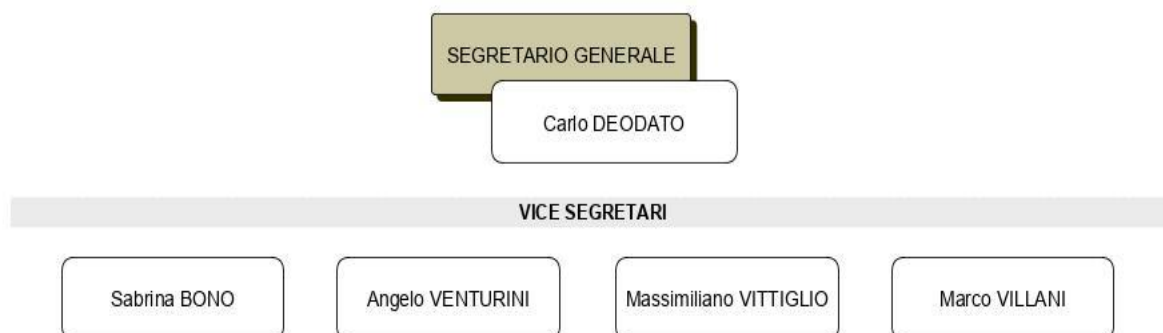 SEGRETARIO GENERALE
Carlo DEODATO
VICE SEGRETARI
Sabrina BONO
Angelo VENTURINI
Massimiliano VITTIGLIO
Marco VILLANI